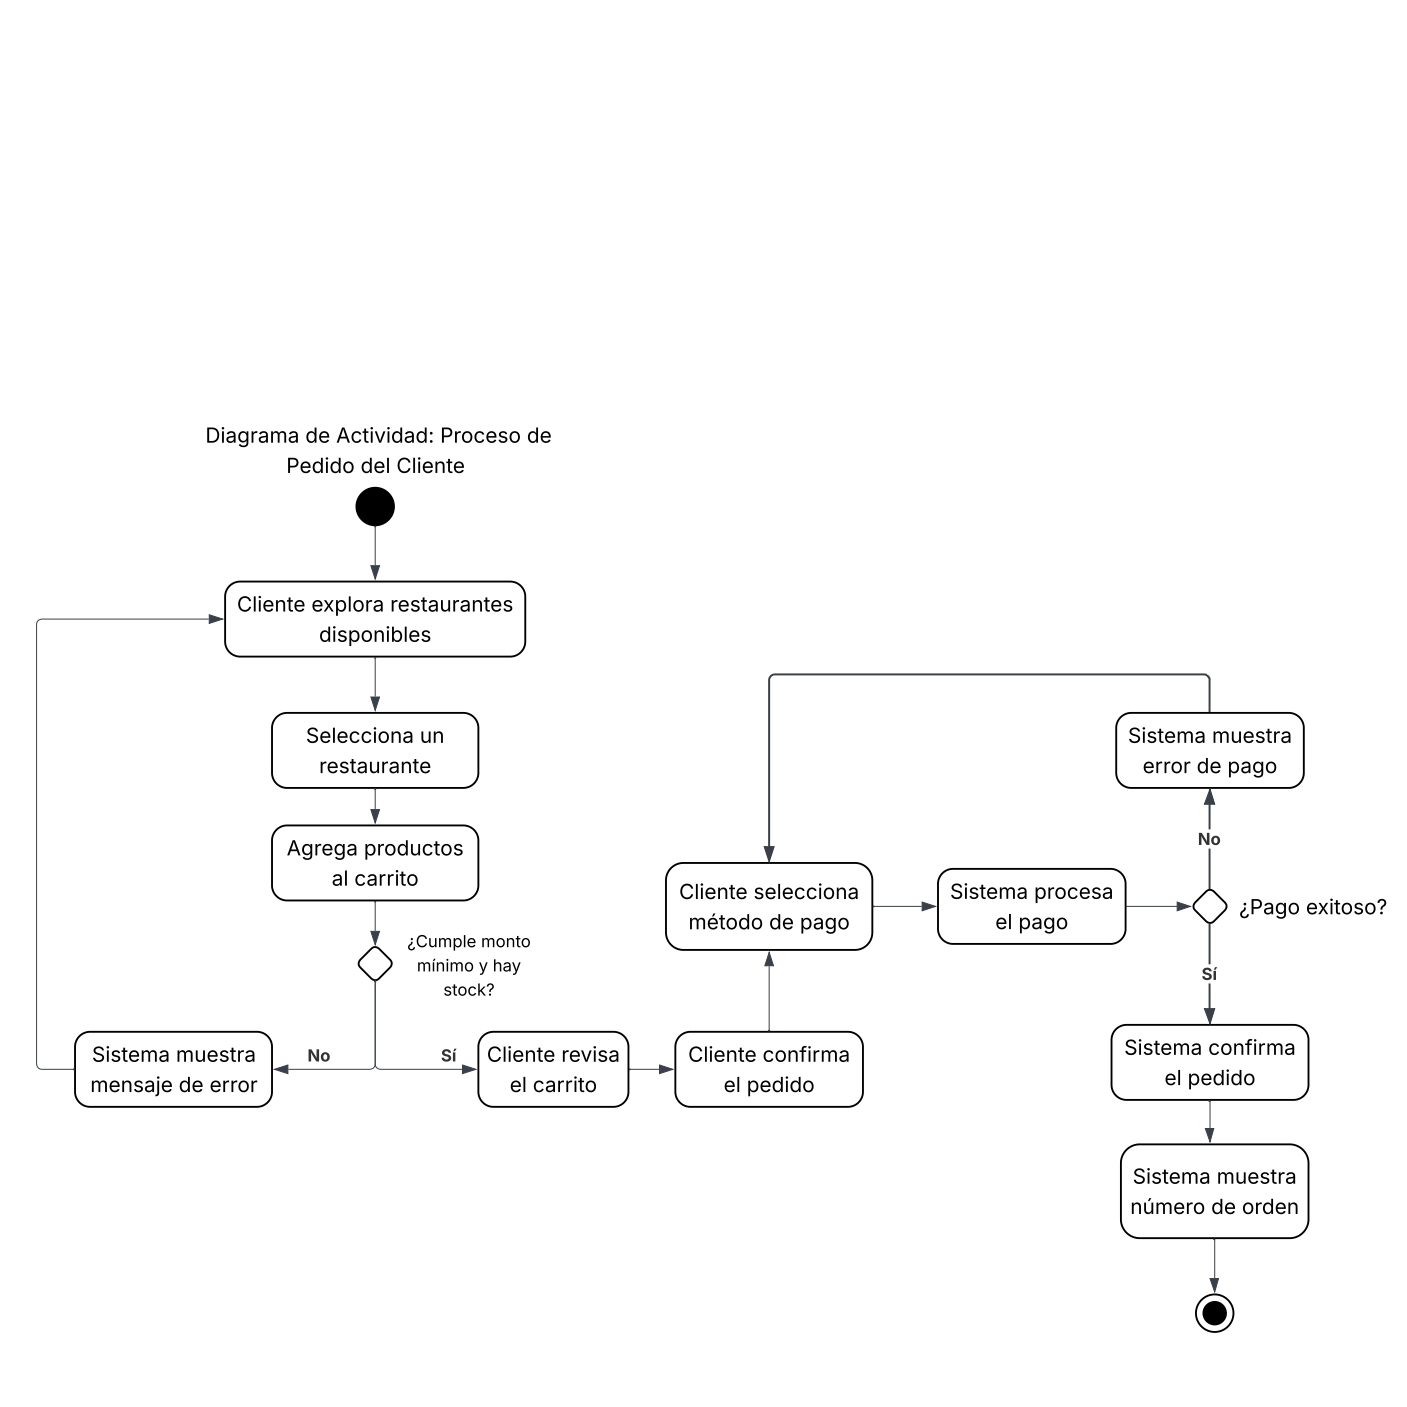 Diagrama de Actividad: Proceso de
Pedido del Cliente
Cliente explora restaurantes
disponibles
Selecciona un
restaurante
Agrega productos
al carrito
¿Cumple monto
mínimo y hay
stock?
No
Sí
Sistema muestra
mensaje de error
Cliente revisa
el carrito
Cliente confirma
el pedido
Cliente selecciona
método de pago
Sistema procesa
el pago
¿Pago exitoso?
No
Sistema muestra
error de pago
Sí
Sistema confirma
el pedido
Sistema muestra
número de orden